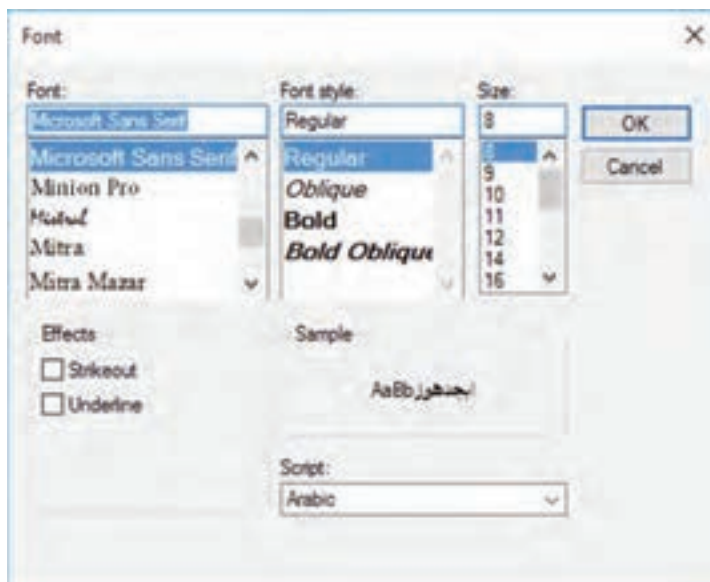 Font
Font:
Microsoft Sans Serif
Microsoft Sans Serif
Minion Pro
Mistral
Mitra
Mitra Mazar
Font style:
Regular
Regular
Oblique
Bold
Bold Oblique
Size:
8
8
9
10
11
12
14
16
OK
Cancel
Effects
Strikeout
Underline
Sample
AaBbابجدهوز
Script:
Arabic